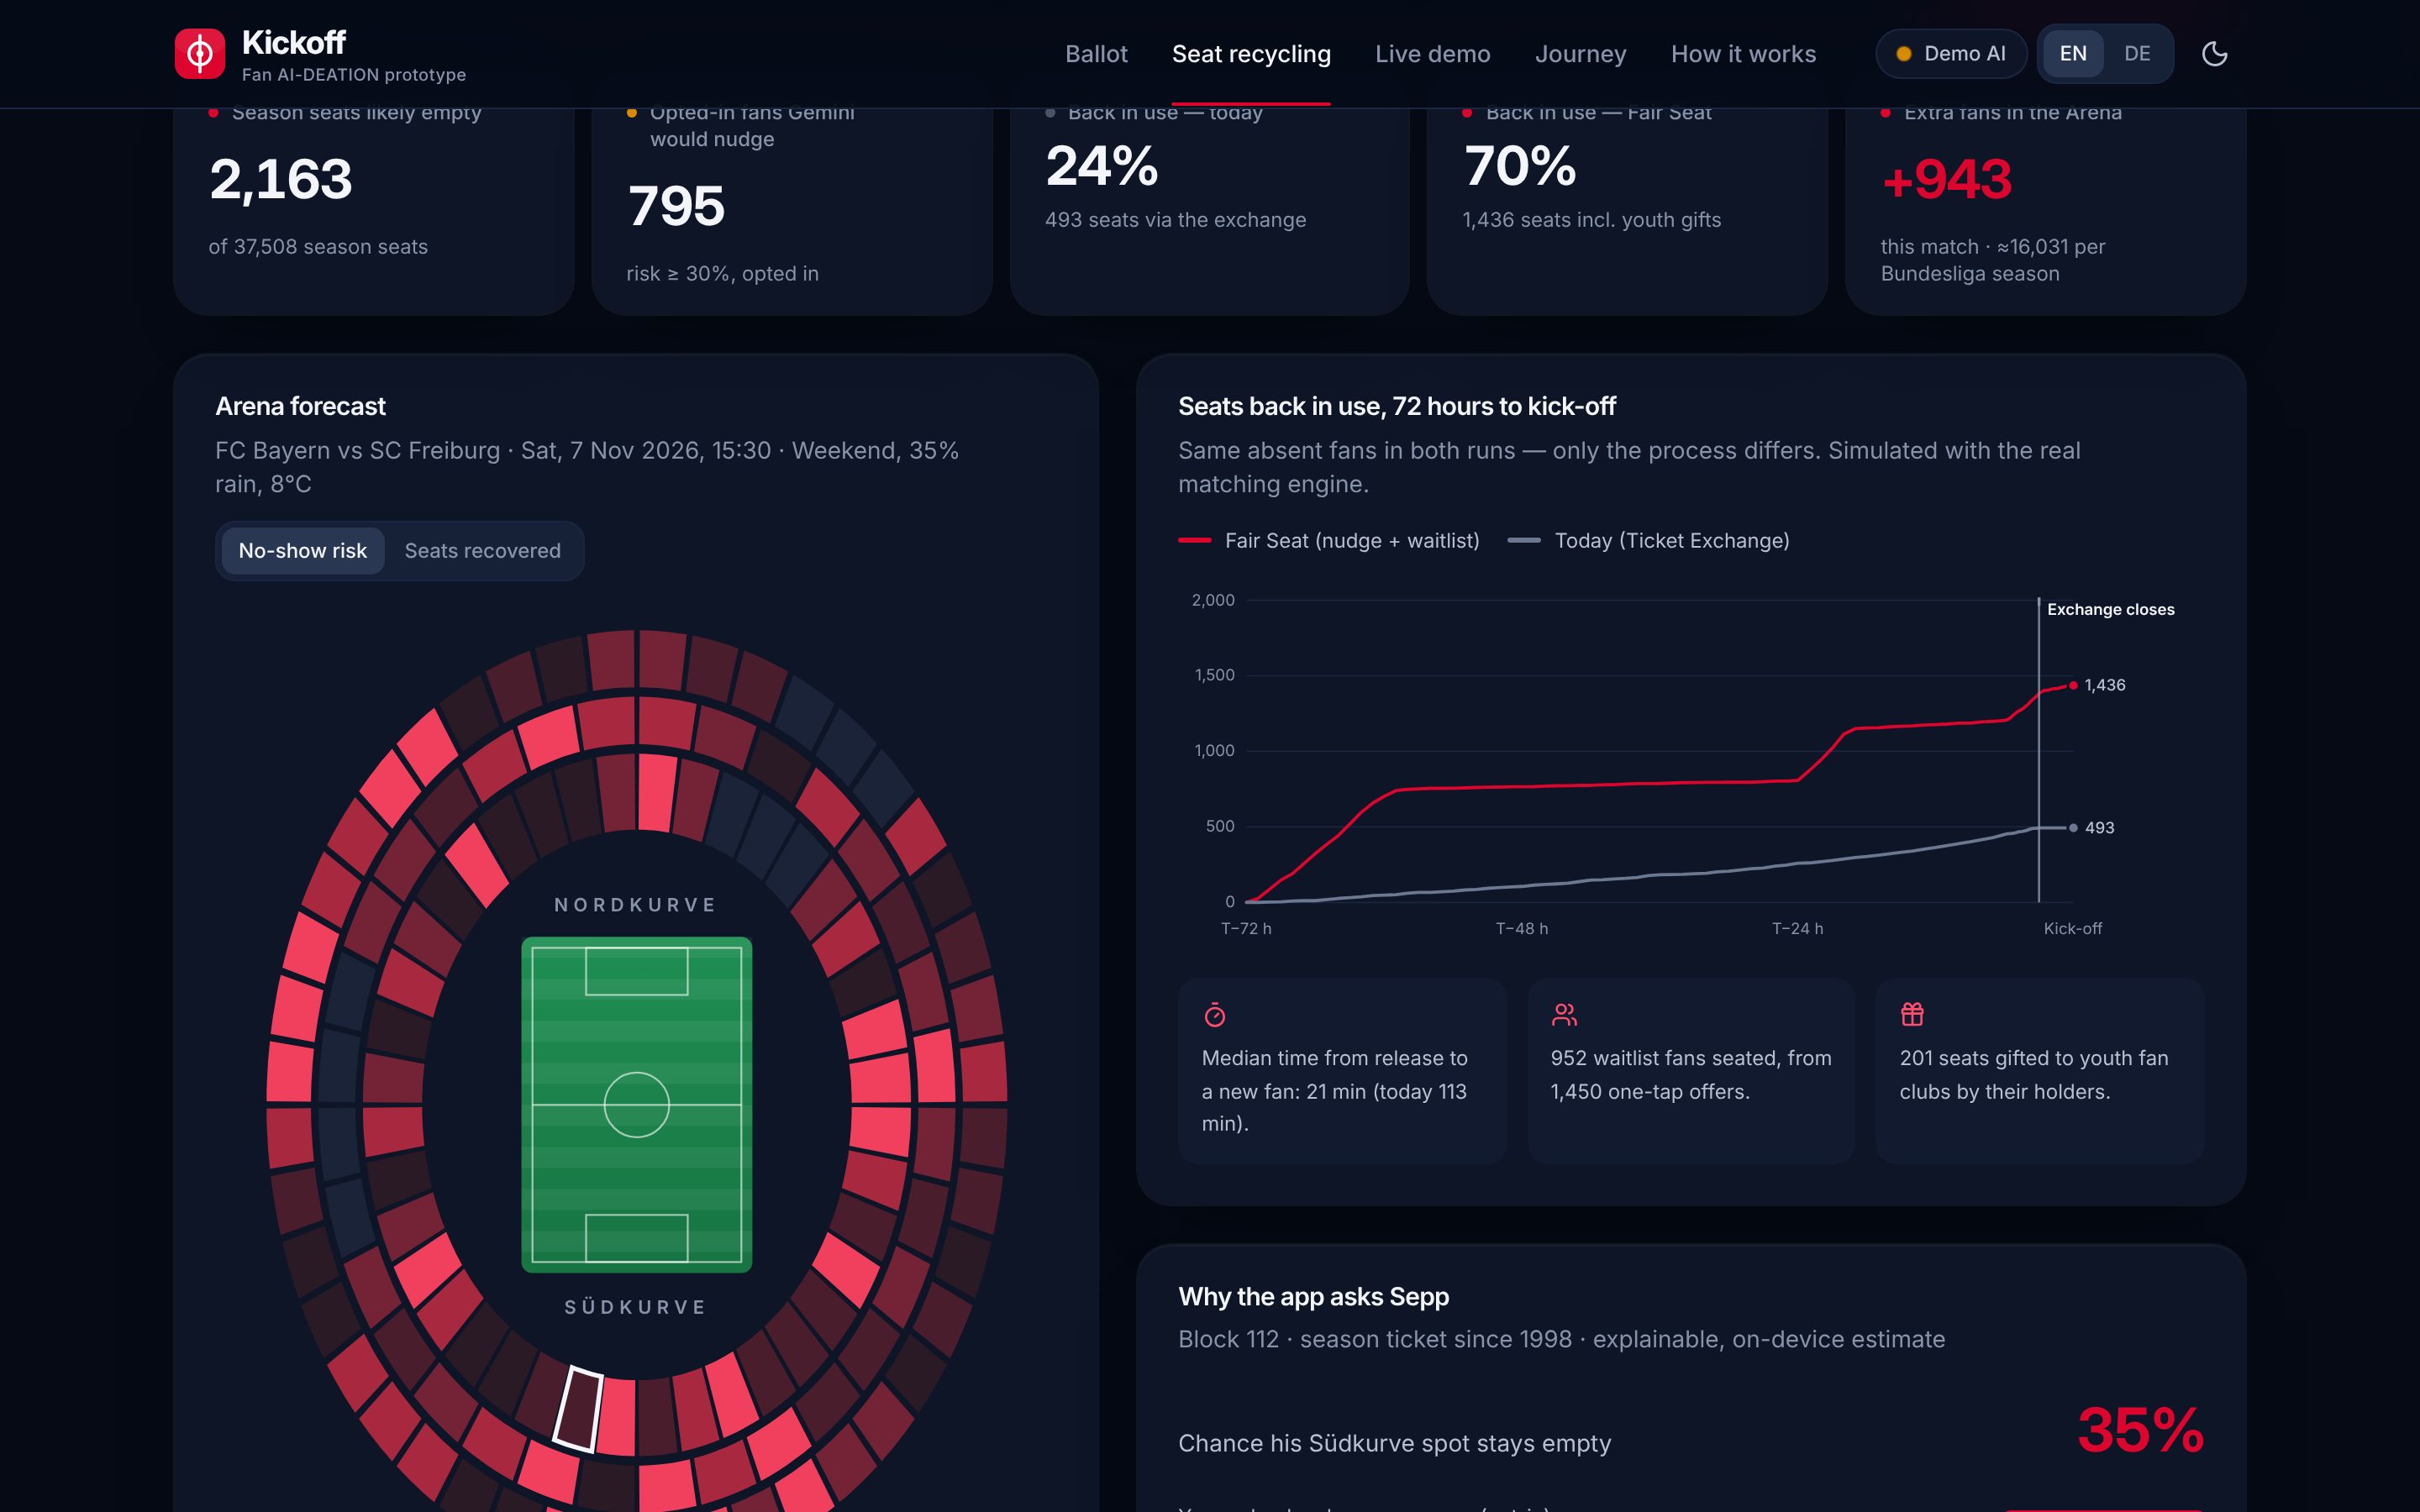 Kickoff
Fan AI-DEATION prototype
Ballot
Seat recycling
Live demo
Journey
How it works
Demo AI
EN
DE
Season seats likely empty
2,163
of 37,508 season seats
Opted-in fans Gemini
would nudge
795
risk ≥ 30%, opted in
Back in use — today
24%
493 seats via the exchange
Back in use — Fair Seat
70%
1,436 seats incl. youth gifts
Extra fans in the Arena
+943
this match · ≈16,031 per
Bundesliga season
Arena forecast
FC Bayern vs SC Freiburg · Sat, 7 Nov 2026, 15:30 · Weekend, 35%
rain, 8°C
No-show risk
Seats recovered
NORDKURVE
SÜDKURVE
Seats back in use, 72 hours to kick-off
Same absent fans in both runs — only the process differs. Simulated with the real
matching engine.
Fair Seat (nudge + waitlist)
Today (Ticket Exchange)
2,000
1,500
1,000
500
0
Exchange closes
1,436
493
T−72 h
T−48 h
T−24 h
Kick-off
Median time from release to
a new fan: 21 min (today 113
min).
952 waitlist fans seated, from
1,450 one-tap offers.
201 seats gifted to youth fan
clubs by their holders.
Why the app asks Sepp
Block 112 · season ticket since 1998 · explainable, on-device estimate
Chance his Südkurve spot stays empty
35%